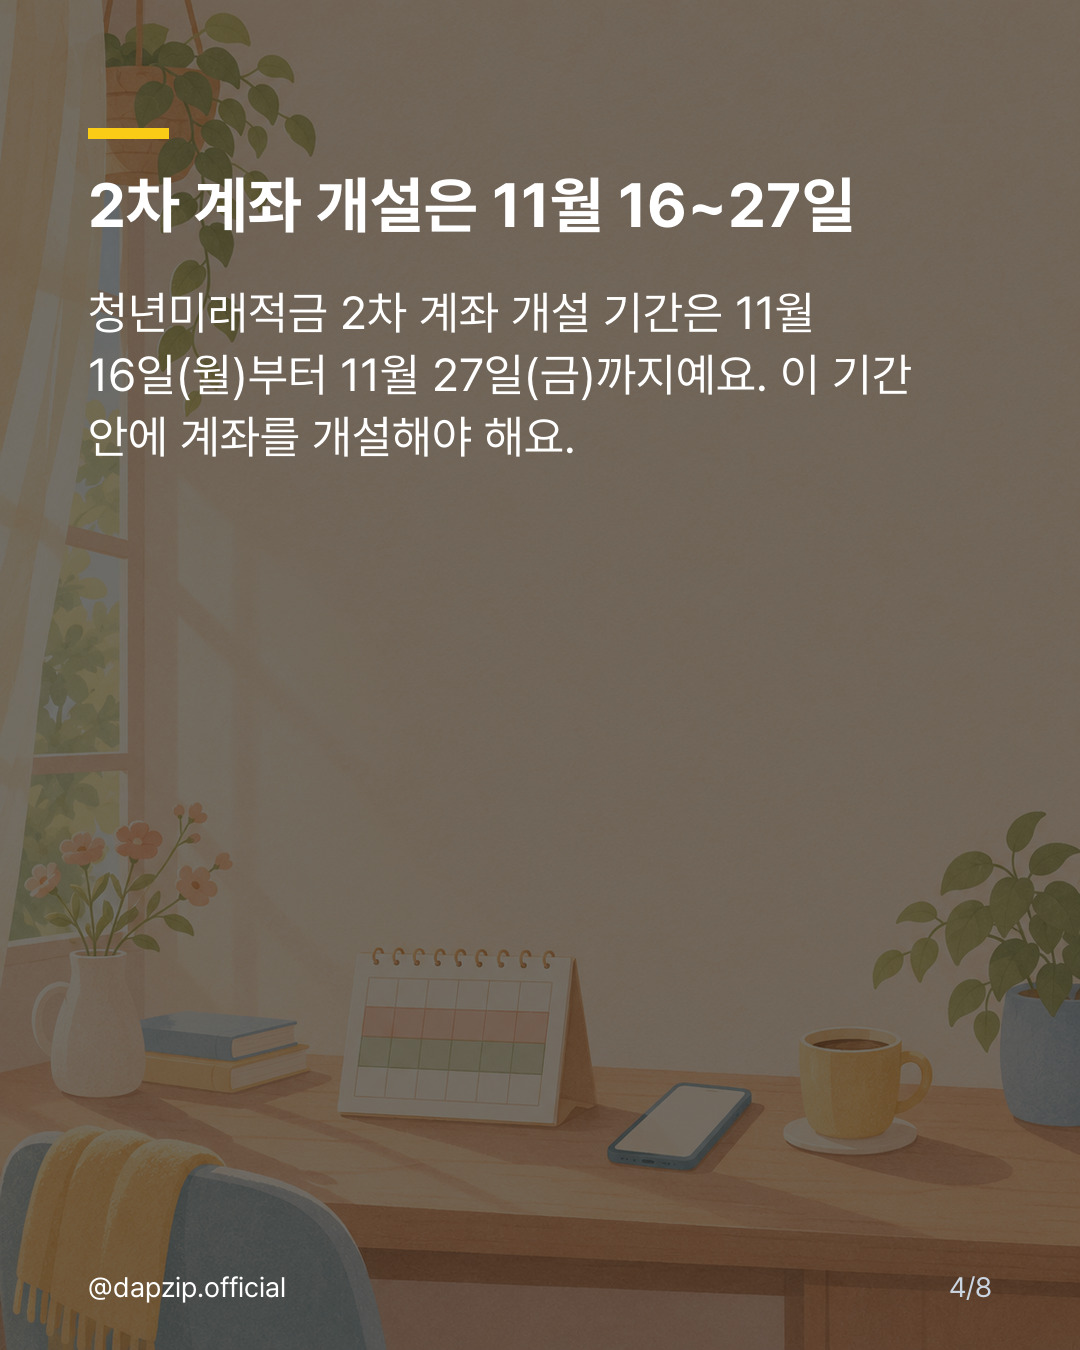 2차 계좌 개설은 11월 16~27일
청년미래적금 2차 계좌 개설 기간은 11월
16일(월)부터 11월 27일(금)까지예요. 이 기간
안에 계좌를 개설해야 해요.
@dapzip.official
4/8